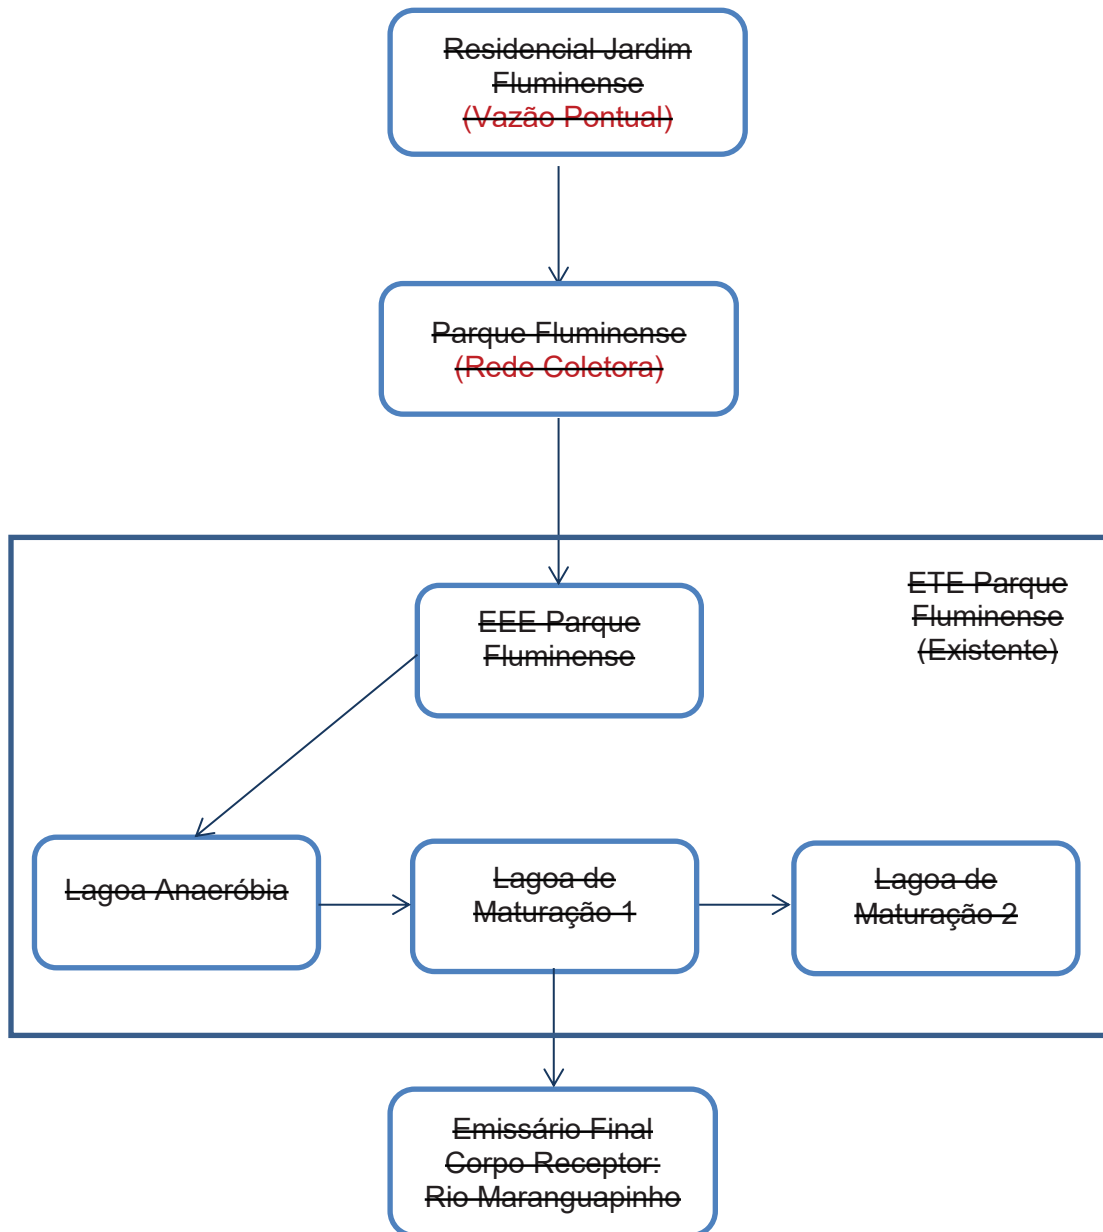 Residencial Jardim
Fluminense
(Vazão Pontual)
Parque Fluminense
(Rede Coletora)
ETE Parque
Fluminense
(Existente)
EEE Parque
Fluminense
Lagoa Anaeróbia
Lagoa de
Maturação 1
Lagoa de
Maturação 2
Emissário Final
Corpo Receptor:
Rio Maranguapinho